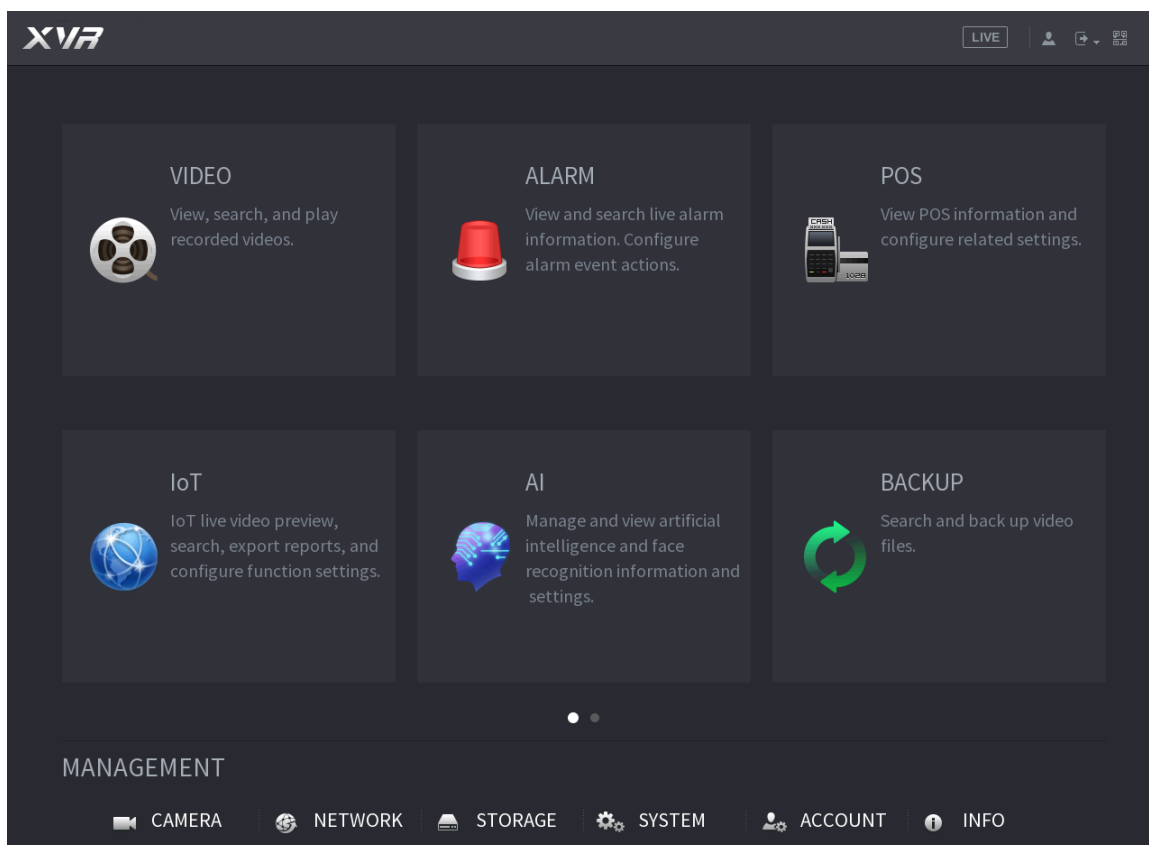 XVR
LIVE
VIDEO
View, search, and play
recorded videos.
ALARM
View and search live alarm
information. Configure
alarm event actions.
POS
View POS information and
configure related settings.
CASH
1028
IoT
IoT live video preview,
search, export reports, and
configure function settings.
AI
Manage and view artificial
intelligence and face
recognition information and
settings.
BACKUP
Search and back up video
files.
MANAGEMENT
CAMERA NETWORK STORAGE SYSTEM ACCOUNT INFO